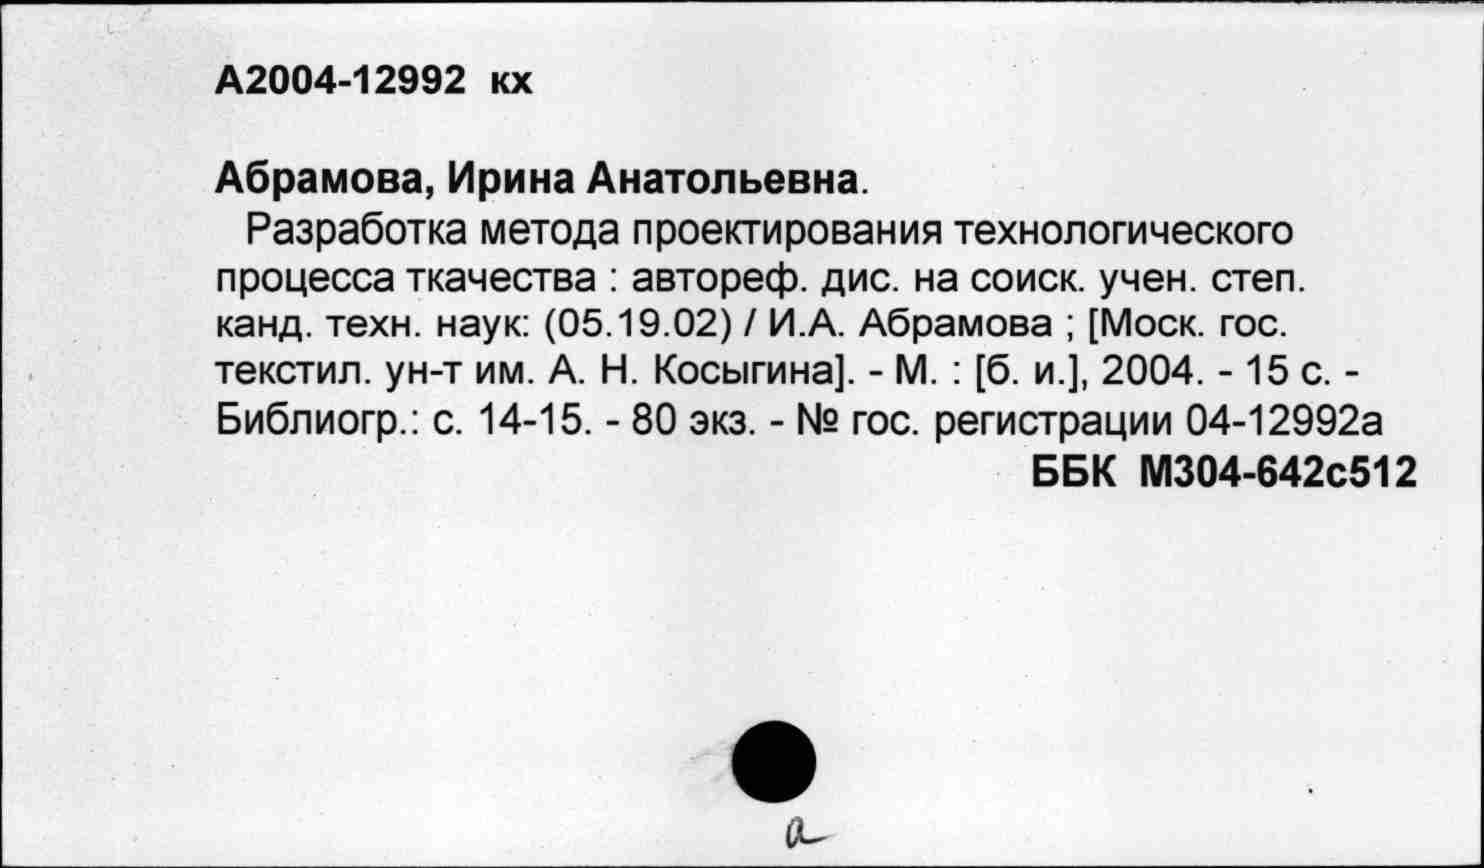 А2004-12992 кх
Абрамова, Ирина Анатольевна.
Разработка метода проектирования технологического
процесса ткачества : автореф. дис. на соиск. учен. степ.
канд. техн. наук: (05.19.02) / И.А. Абрамова ; [Моск. гос.
текстил. ун-т им. А. Н. Косыгина]. - М. : [б. и.], 2004. - 15 с. -
Библиогр.: с. 14-15. - 80 экз. - № гос. регистрации 04-12992а
ББК М304-642с512
а